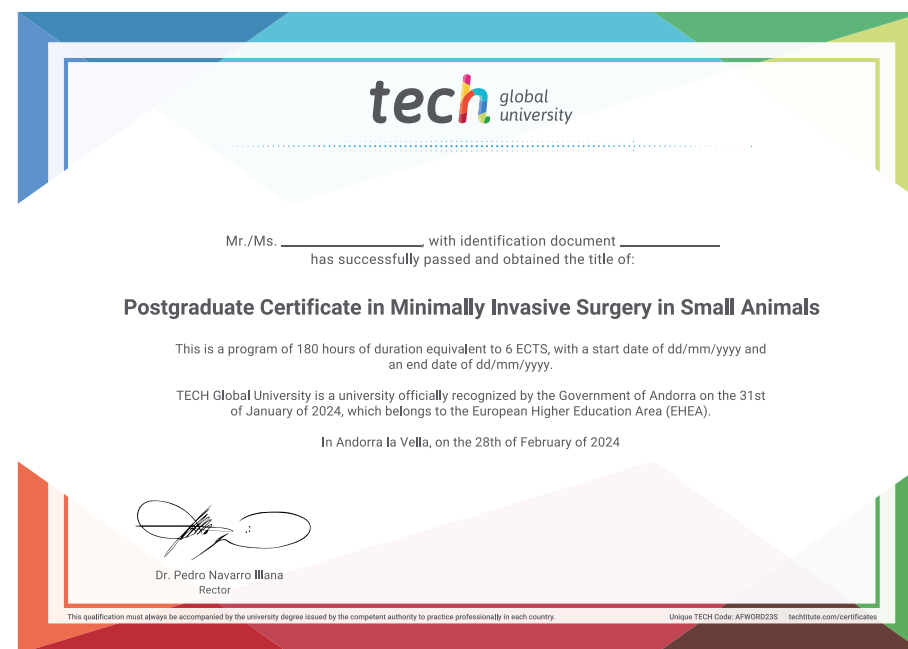 tech global university
Mr./Ms. ____________________, with identification document ______________
has successfully passed and obtained the title of:
Postgraduate Certificate in Minimally Invasive Surgery in Small Animals
This is a program of 180 hours of duration equivalent to 6 ECTS, with a start date of dd/mm/yyyy and
an end date of dd/mm/yyyy.
TECH Global University is a university officially recognized by the Government of Andorra on the 31st
of January of 2024, which belongs to the European Higher Education Area (EHEA).
In Andorra la Vella, on the 28th of February of 2024
Dr. Pedro Navarro Illana
Rector
This qualification must always be accompanied by the university degree issued by the competent authority to practice professionally in each country.
Unique TECH Code: AFWORD23S techtitute.com/certificates